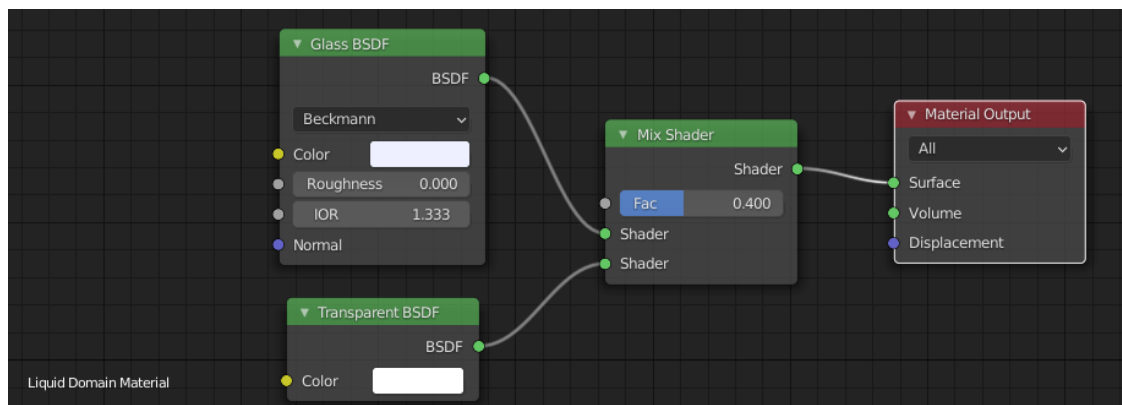 Glass BSDF
BSDF
Beckmann
Color
Roughness 0.000
IOR 1.333
Normal
Transparent BSDF
BSDF
Color
Mix Shader
Shader
Fac 0.400
Shader
Shader
Material Output
All
Surface
Volume
Displacement
Liquid Domain Material